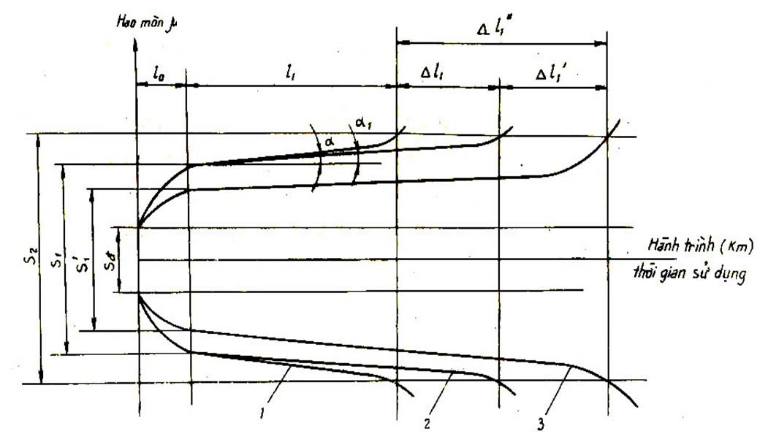 Hao mòn μ
Δ l₁"
l₀
l₁
Δ l₁
Δ l₁'
α
α₁
S₂
S₁
S₁'
Sđ
Hành trình (Km)
thời gian sử dụng
1
2
3